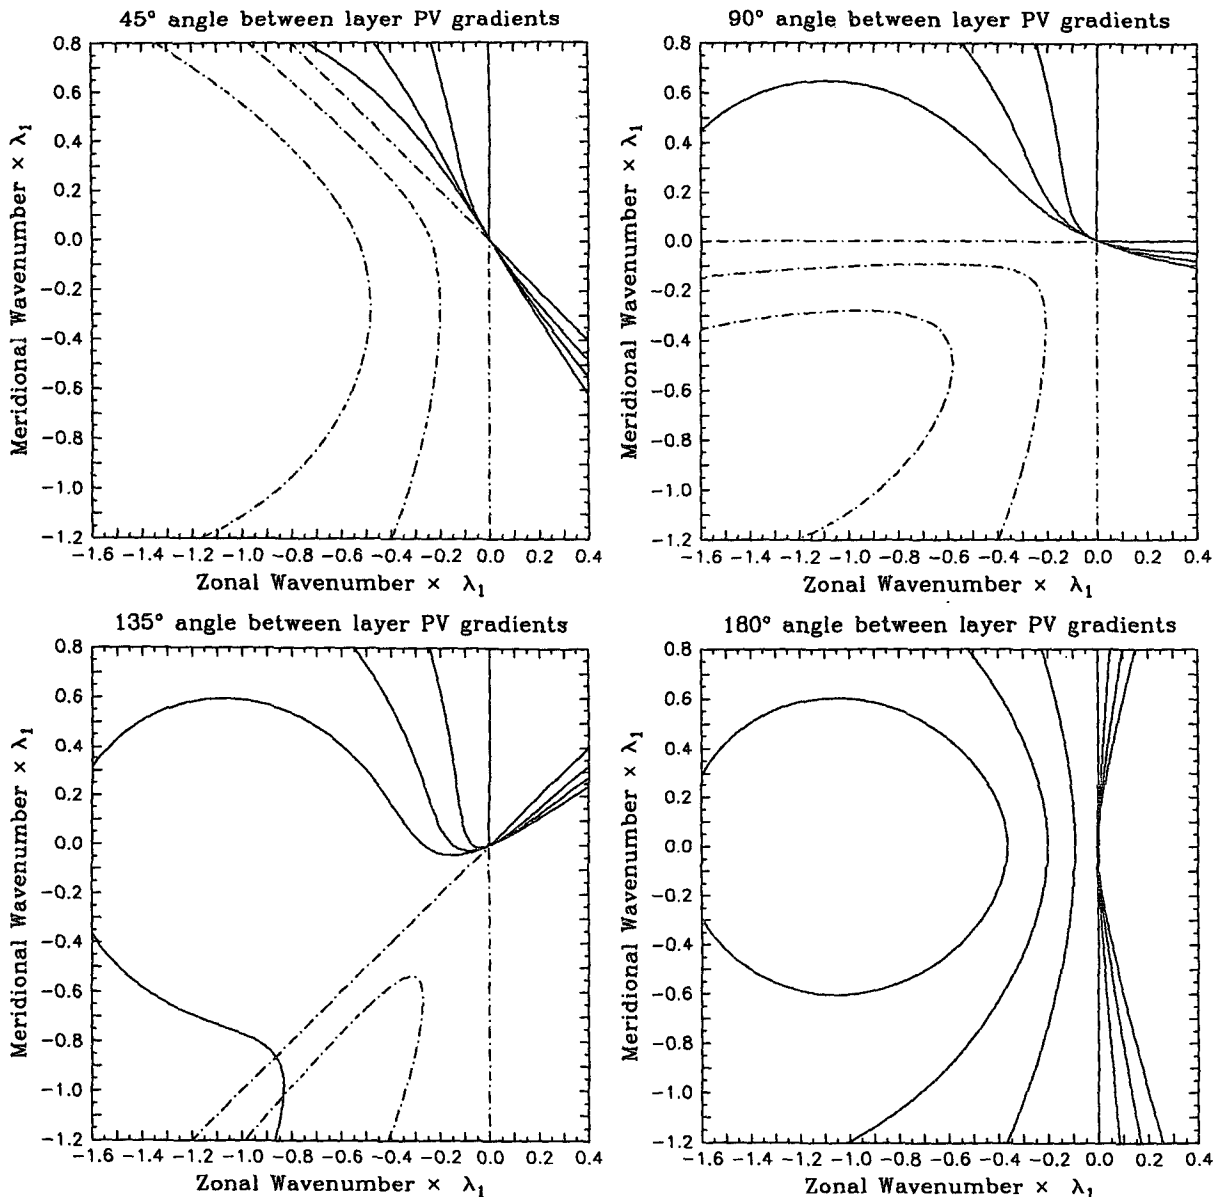 45° angle between layer PV gradients
0.8
0.6
0.4
0.2
0.0
−0.2
−0.4
−0.6
−0.8
−1.0
−1.2
Meridional Wavenumber × λ1
−1.6 −1.4 −1.2 −1.0 −0.8 −0.6 −0.4 −0.2 0.0 0.2 0.4
Zonal Wavenumber × λ1
90° angle between layer PV gradients
0.8
0.6
0.4
0.2
0.0
−0.2
−0.4
−0.6
−0.8
−1.0
−1.2
Meridional Wavenumber × λ1
−1.6 −1.4 −1.2 −1.0 −0.8 −0.6 −0.4 −0.2 0.0 0.2 0.4
Zonal Wavenumber × λ1
135° angle between layer PV gradients
0.8
0.6
0.4
0.2
0.0
−0.2
−0.4
−0.6
−0.8
−1.0
−1.2
Meridional Wavenumber × λ1
−1.6 −1.4 −1.2 −1.0 −0.8 −0.6 −0.4 −0.2 0.0 0.2 0.4
Zonal Wavenumber × λ1
180° angle between layer PV gradients
0.8
0.6
0.4
0.2
0.0
−0.2
−0.4
−0.6
−0.8
−1.0
−1.2
Meridional Wavenumber × λ1
−1.6 −1.4 −1.2 −1.0 −0.8 −0.6 −0.4 −0.2 0.0 0.2 0.4
Zonal Wavenumber × λ1